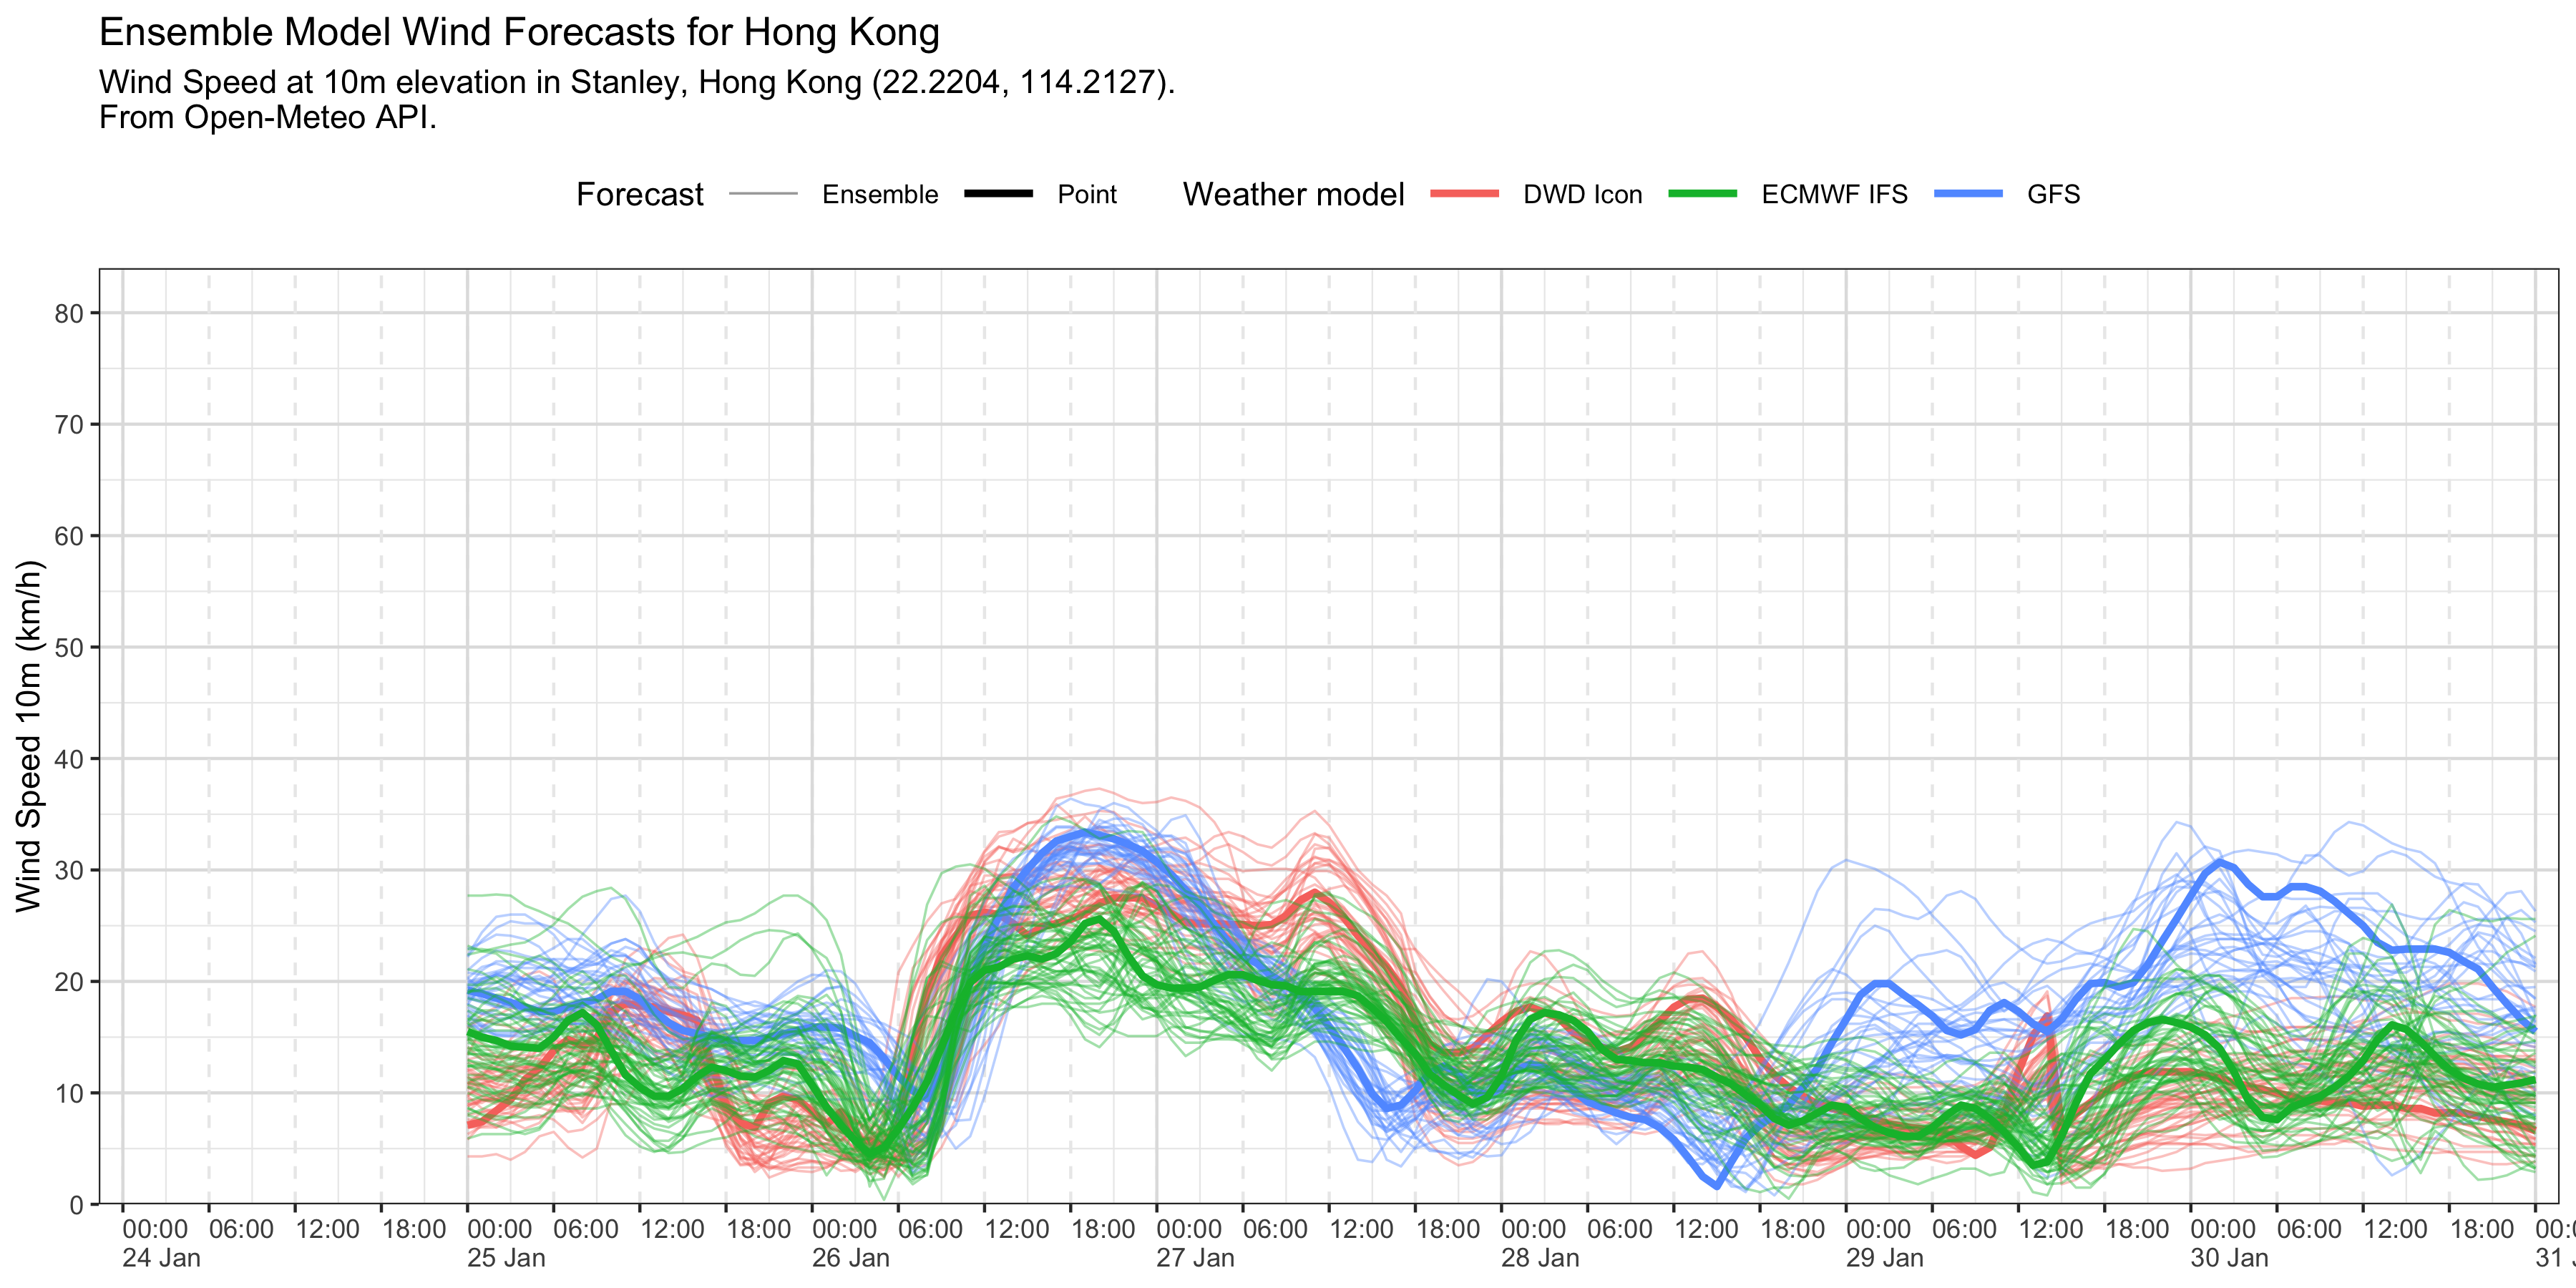 Ensemble Model Wind Forecasts for Hong Kong
Wind Speed at 10m elevation in Stanley, Hong Kong (22.2204, 114.2127).
From Open-Meteo API.
Forecast Ensemble Point Weather model DWD Icon ECMWF IFS GFS
Wind Speed 10m (km/h)
80
70
60
50
40
30
20
10
0
00:00 06:00 12:00 18:00 00:00 06:00 12:00 18:00 00:00 06:00 12:00 18:00 00:00 06:00 12:00 18:00 00:00 06:00 12:00 18:00 00:00 06:00 12:00 18:00 00:00 06:00 12:00 18:00 00:0
24 Jan 25 Jan 26 Jan 27 Jan 28 Jan 29 Jan 30 Jan 31 J